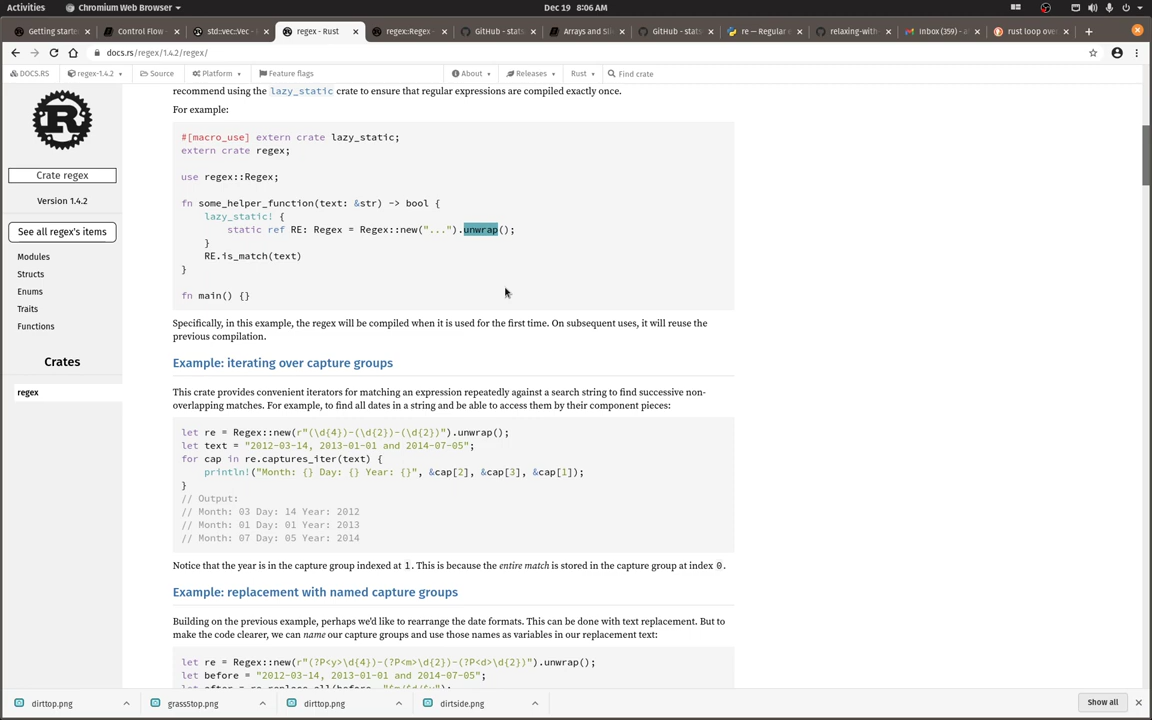 Activities
Chromium Web Browser
Dec 19 8:06 AM
Getting starte
Control Flow -
std::vec::Vec -
regex - Rust
regex::Regex -
GitHub - stats
Arrays and Slic
GitHub - stats
re — Regular e
relaxing-with-
Inbox (359) - a
rust loop over
docs.rs/regex/1.4.2/regex/
DOCS.RS
regex-1.4.2
Source
Platform
Feature flags
About
Releases
Rust
Find crate
R
Crate regex
Version 1.4.2
See all regex's items
Modules
Structs
Enums
Traits
Functions
Crates
regex
recommend using the lazy_static crate to ensure that regular expressions are compiled exactly once.
For example:
#[macro_use] extern crate lazy_static;
extern crate regex;
use regex::Regex;
fn some_helper_function(text: &str) -> bool {
lazy_static! {
static ref RE: Regex = Regex::new("...").unwrap();
}
RE.is_match(text)
}
fn main() {}
Specifically, in this example, the regex will be compiled when it is used for the first time. On subsequent uses, it will reuse the
previous compilation.
Example: iterating over capture groups
This crate provides convenient iterators for matching an expression repeatedly against a search string to find successive non-
overlapping matches. For example, to find all dates in a string and be able to access them by their component pieces:
let re = Regex::new(r"(\d{4})-(\d{2})-(\d{2})").unwrap();
let text = "2012-03-14, 2013-01-01 and 2014-07-05";
for cap in re.captures_iter(text) {
println!("Month: {} Day: {} Year: {}", &cap[2], &cap[3], &cap[1]);
}
// Output:
// Month: 03 Day: 14 Year: 2012
// Month: 01 Day: 01 Year: 2013
// Month: 07 Day: 05 Year: 2014
Notice that the year is in the capture group indexed at 1. This is because the entire match is stored in the capture group at index 0.
Example: replacement with named capture groups
Building on the previous example, perhaps we'd like to rearrange the date formats. This can be done with text replacement. But to
make the code clearer, we can name our capture groups and use those names as variables in our replacement text:
let re = Regex::new(r"(?P<y>\d{4})-(?P<m>\d{2})-(?P<d>\d{2})").unwrap();
let before = "2012-03-14, 2013-01-01 and 2014-07-05";
let after = re.replace_all(before, "$m/$d/$y");
dirttop.png
grassStop.png
dirttop.png
dirtside.png
Show all